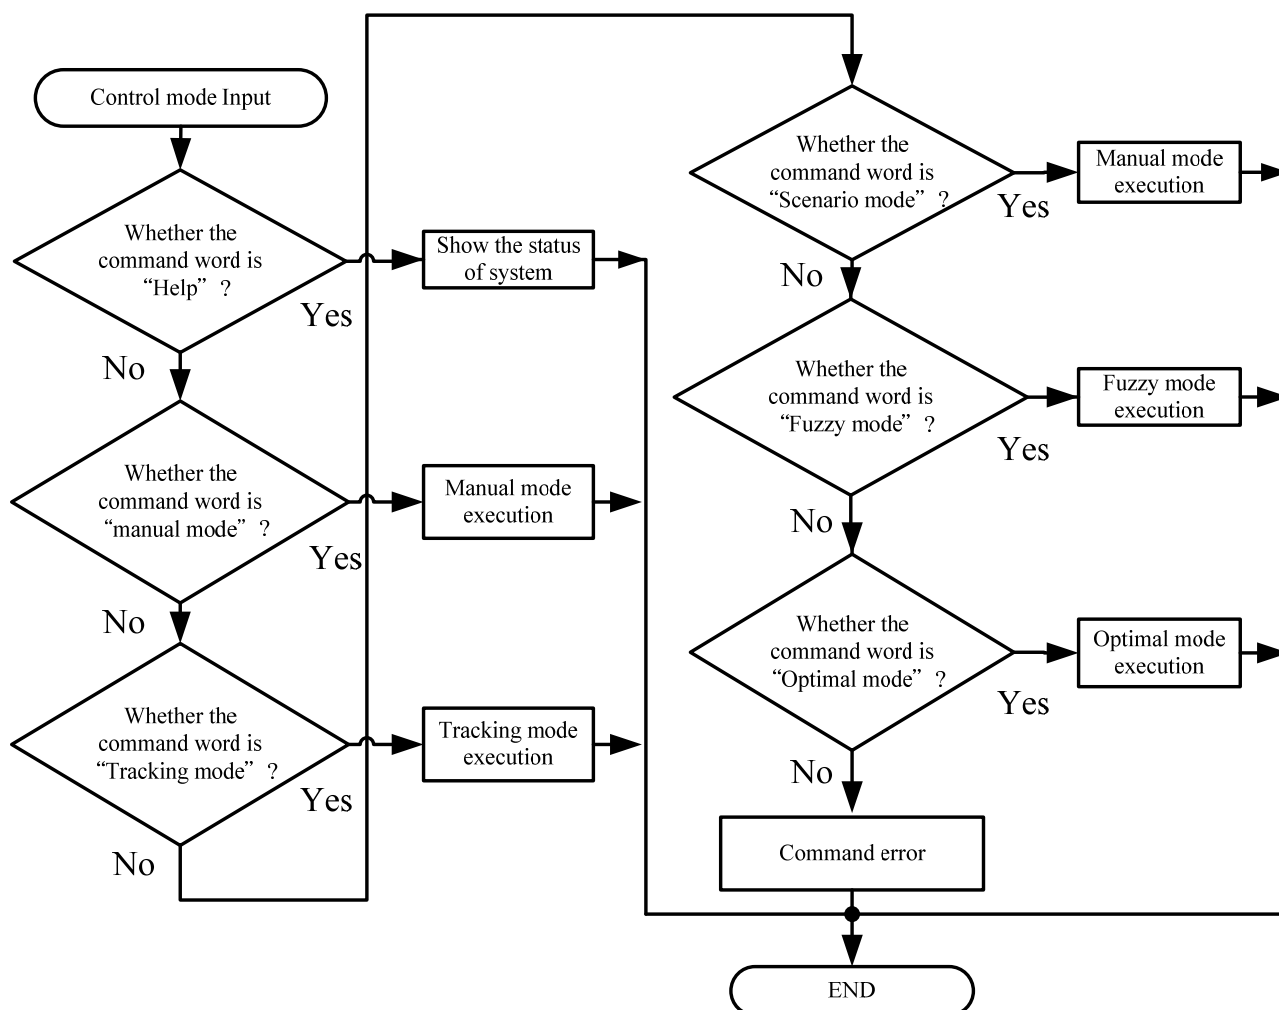 Control mode Input
Whether the
command word is
“Help” ?
Yes
Show the status
of system
No
Whether the
command word is
“manual mode” ?
Yes
Manual mode
execution
No
Whether the
command word is
“Tracking mode” ?
Yes
Tracking mode
execution
No
Whether the
command word is
“Scenario mode” ?
Yes
Manual mode
execution
No
Whether the
command word is
“Fuzzy mode” ?
Yes
Fuzzy mode
execution
No
Whether the
command word is
“Optimal mode” ?
Yes
Optimal mode
execution
No
Command error
END